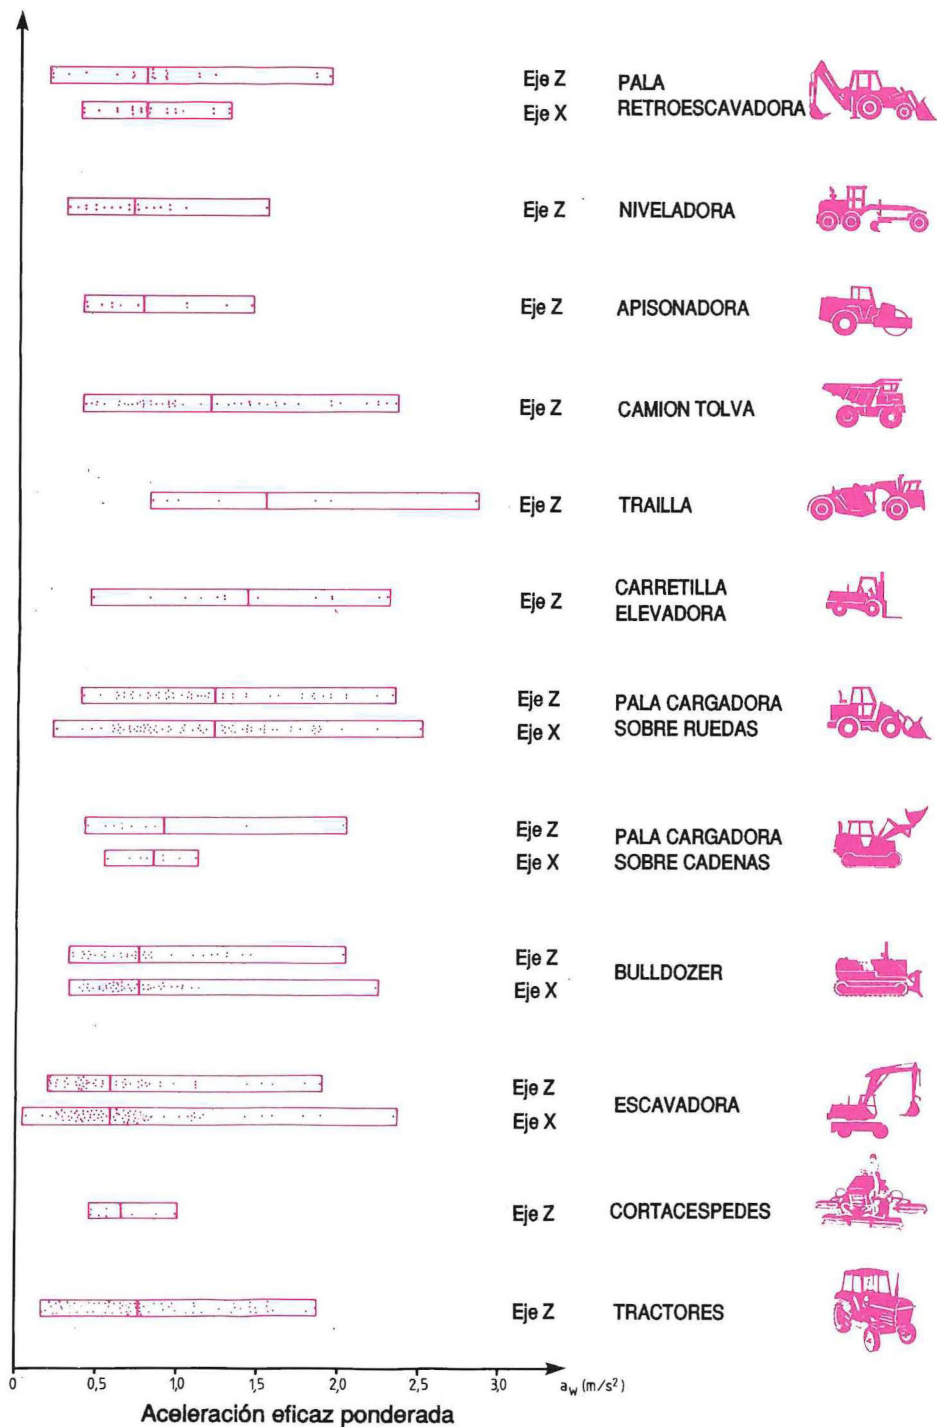 Eje Z PALA
Eje X RETROESCAVADORA
Eje Z NIVELADORA
Eje Z APISONADORA
Eje Z CAMION TOLVA
Eje Z TRAILLA
Eje Z CARRETILLA
ELEVADORA
Eje Z PALA CARGADORA
Eje X SOBRE RUEDAS
Eje Z PALA CARGADORA
Eje X SOBRE CADENAS
Eje Z
Eje X
BULLDOZER
Eje Z
Eje X
ESCAVADORA
Eje Z CORTACESPEDES
Eje Z TRACTORES
0 0,5 1,0 1,5 2,0 2,5 3,0 a_w (m/s²)
Aceleración eficaz ponderada